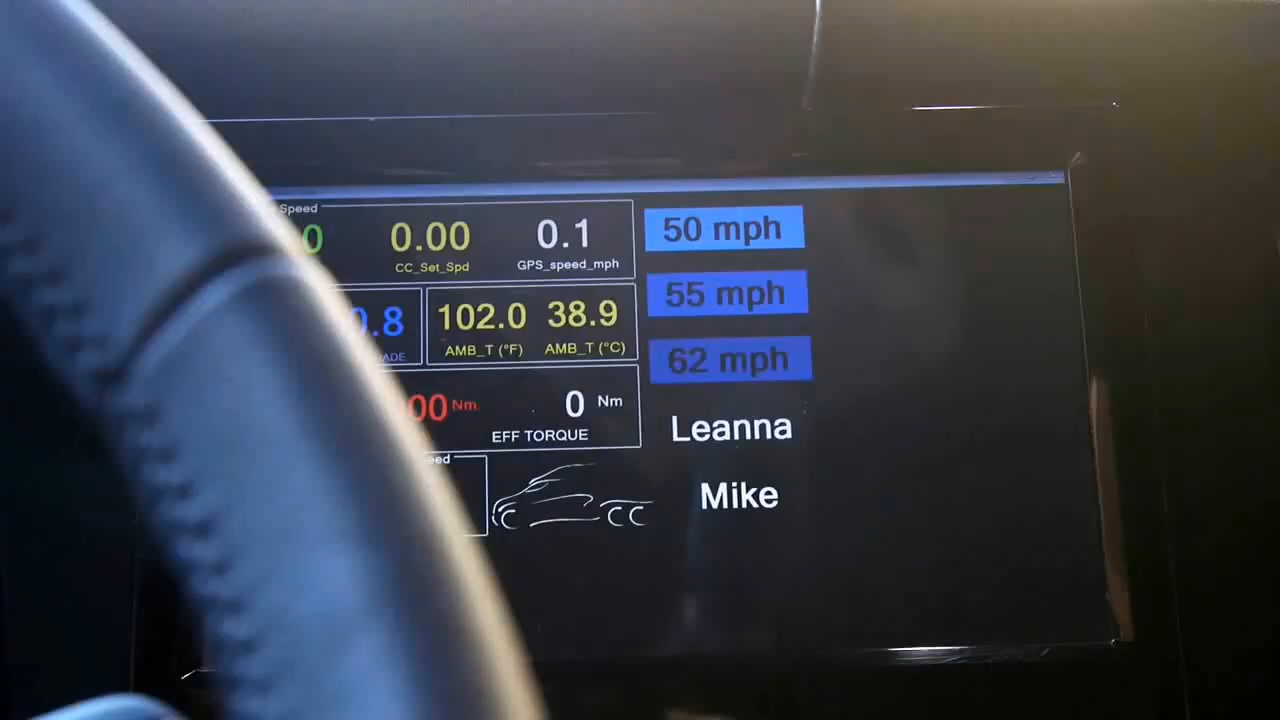 Speed
0 0.00 0.1
CC_Set_Spd GPS_speed_mph
50 mph
.8 102.0 38.9
ADE AMB_T (°F) AMB_T (°C)
55 mph
62 mph
00 Nm 0 Nm
EFF TORQUE
Leanna
eed
Mike